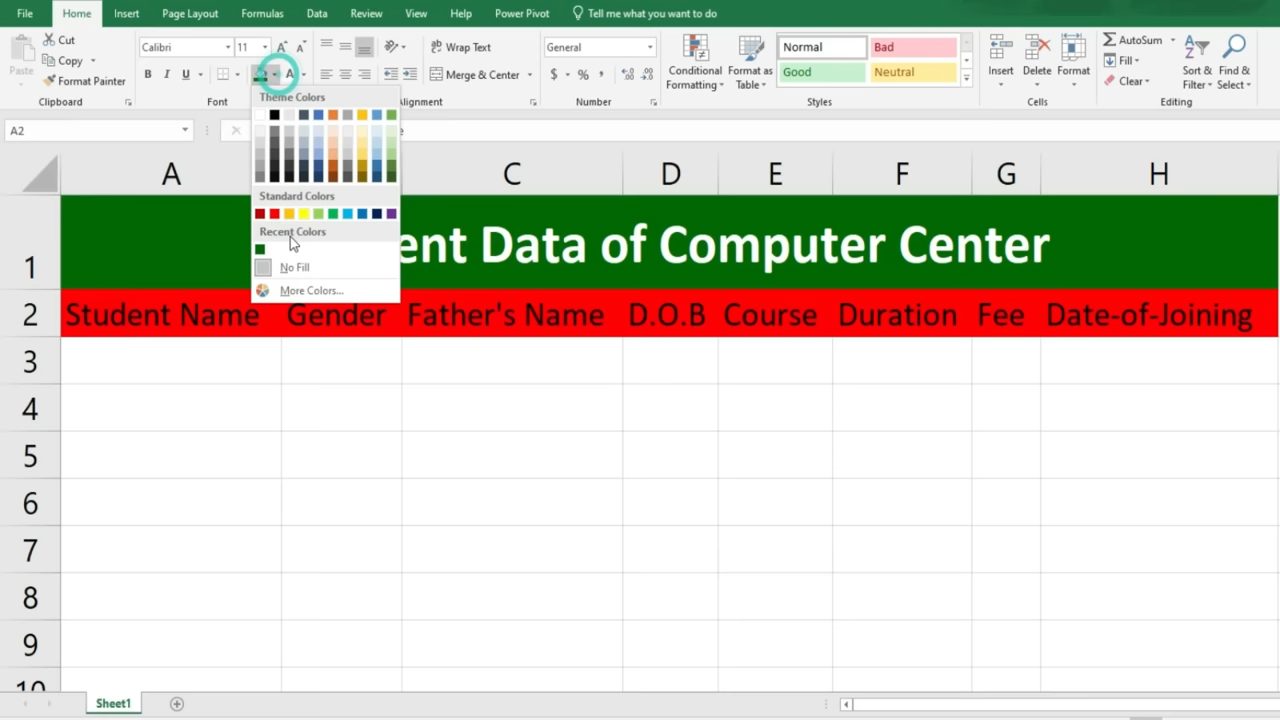 File Home Insert Page Layout Formulas Data Review View Help Power Pivot Tell me what you want to do
Cut
Copy
Format Painter
Paste
Clipboard
Calibri 11
B I U A
Font
Wrap Text
Merge & Center
Alignment
General
$ % ,
Number
Conditional Formatting
Format as Table
Normal Bad
Good Neutral
Styles
Insert Delete Format
Cells
AutoSum
Fill
Clear
Sort & Filter
Find & Select
Editing
A2
Theme Colors
Standard Colors
Recent Colors
No Fill
More Colors...
A C D E F G H
1 ent Data of Computer Center
2 Student Name Gender Father's Name D.O.B Course Duration Fee Date-of-Joining
3
4
5
6
7
8
9
10
Sheet1